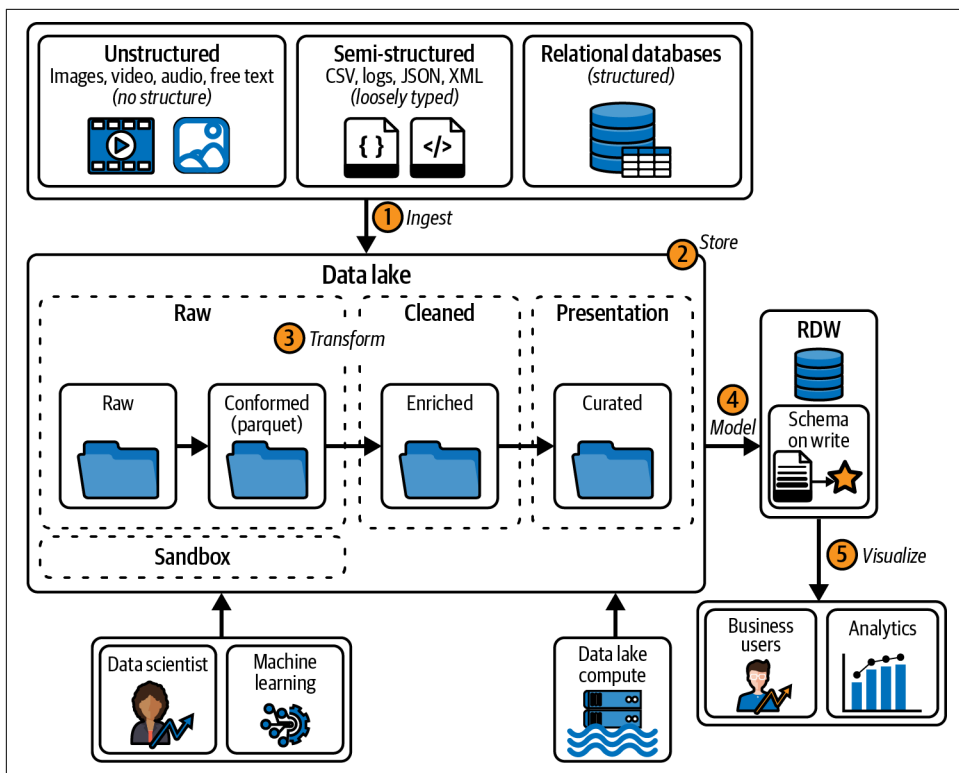 Unstructured
Images, video, audio, free text
(no structure)
Semi-structured
CSV, logs, JSON, XML
(loosely typed)
{ }
</>
Relational databases
(structured)
1 Ingest
2 Store
Data lake
Raw
3 Transform
Cleaned
Presentation
Raw
Conformed
(parquet)
Enriched
Curated
Sandbox
4
Model
RDW
Schema
on write
5 Visualize
Data scientist
Machine
learning
Data lake
compute
Business
users
Analytics